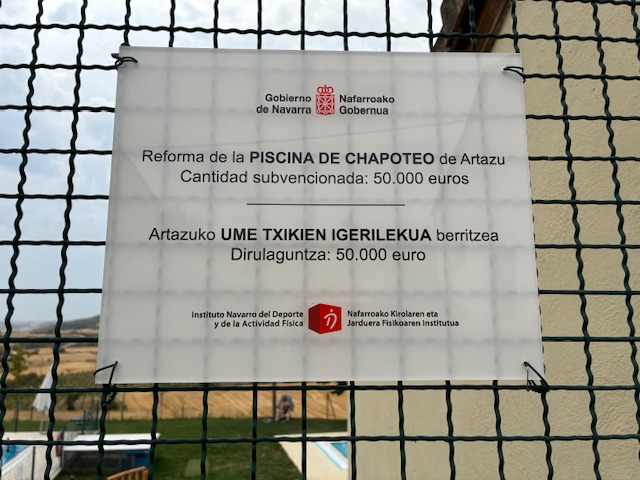 Gobierno de Navarra
Nafarroako Gobernua
Reforma de la PISCINA DE CHAPOTEO de Artazu
Cantidad subvencionada: 50.000 euros
Artazuko UME TXIKIEN IGERILEKUA berritzea
Dirulaguntza: 50.000 euro
Instituto Navarro del Deporte
y de la Actividad Física
Nafarroako Kirolaren eta
Jarduera Fisikoaren Institutua